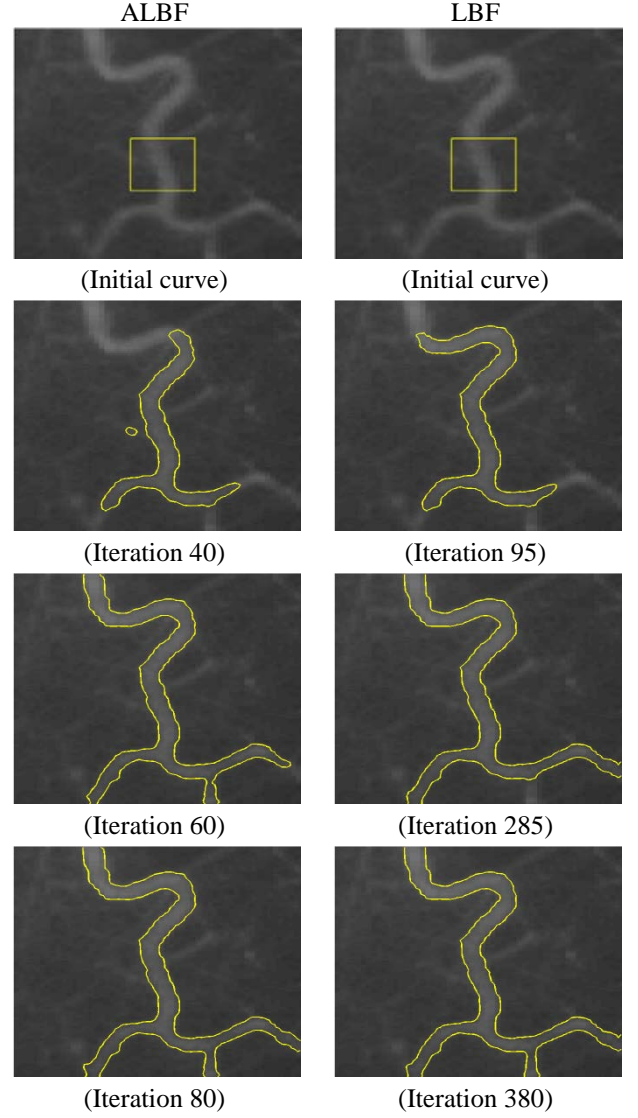 ALBF LBF
(Initial curve) (Initial curve)
(Iteration 40) (Iteration 95)
(Iteration 60) (Iteration 285)
(Iteration 80) (Iteration 380)